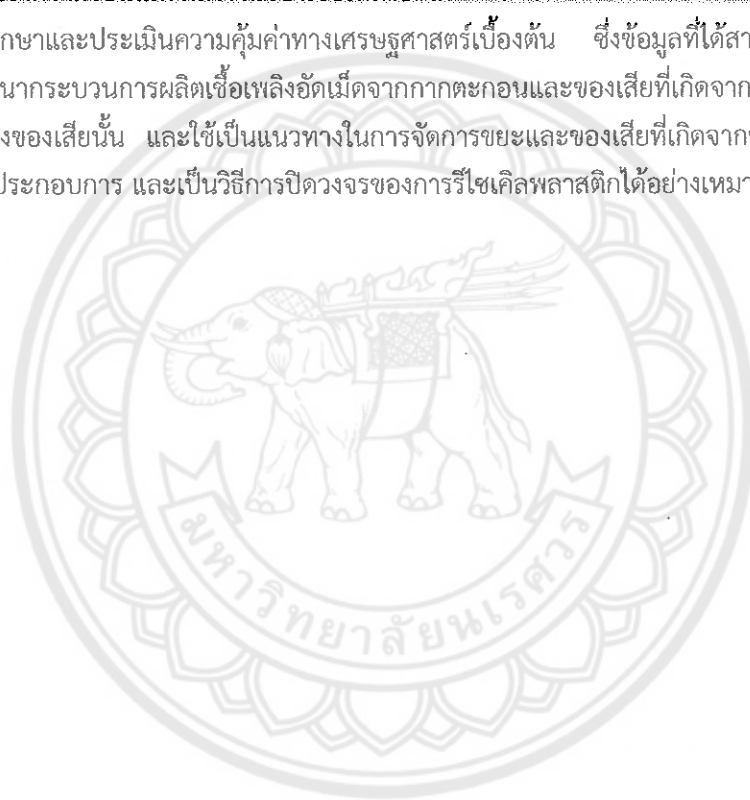 กษาและประเมินความคุ้มค่าทางเศรษฐศาสตร์เบื้องต้น ซึ่งข้อมูลที่ได้สา
นากระบวนการผลิตเชื้อเพลิงอัดเม็ดจากกากตะกอนและของเสียที่เกิดจาก
งของเสียนั้น และใช้เป็นแนวทางในการจัดการขยะและของเสียที่เกิดจาก
ประกอบการ และเป็นวิธีการปิดวงจรของการรีไซเคิลพลาสติกได้อย่างเหมา
มหาวิทยาลัยนเรศวร